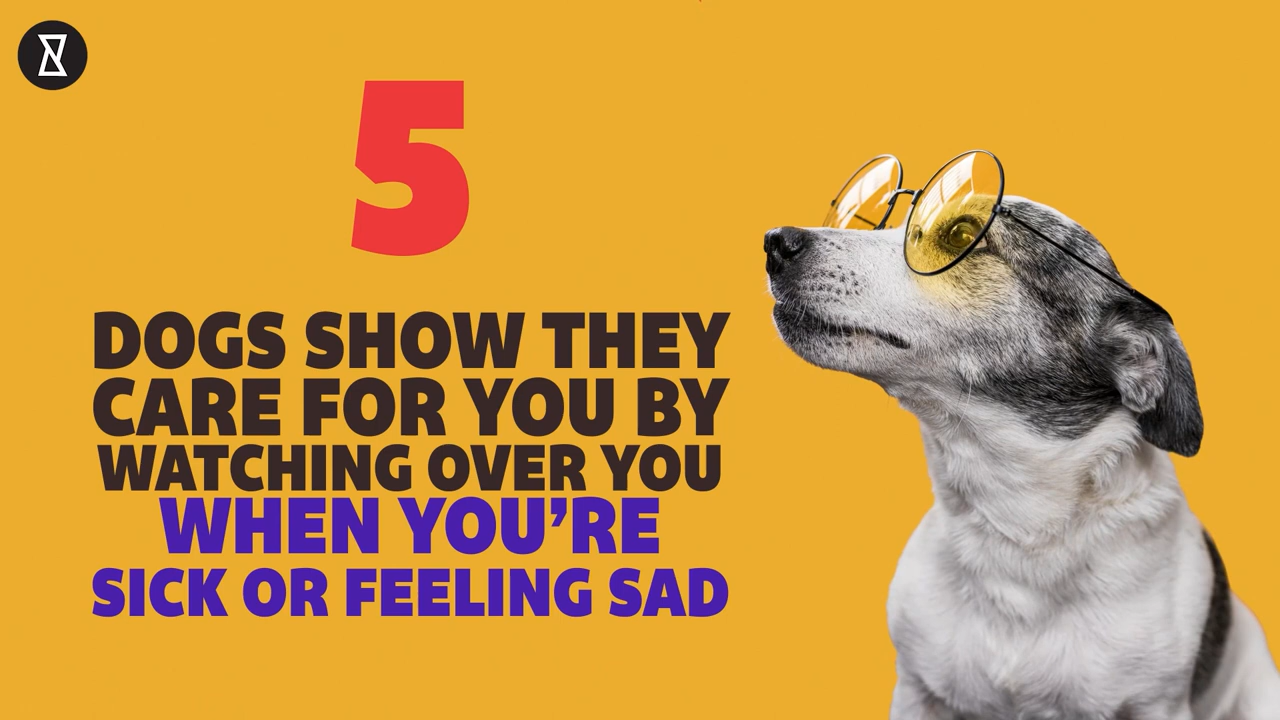 5
DOGS SHOW THEY
CARE FOR YOU BY
WATCHING OVER YOU
WHEN YOU’RE
SICK OR FEELING SAD